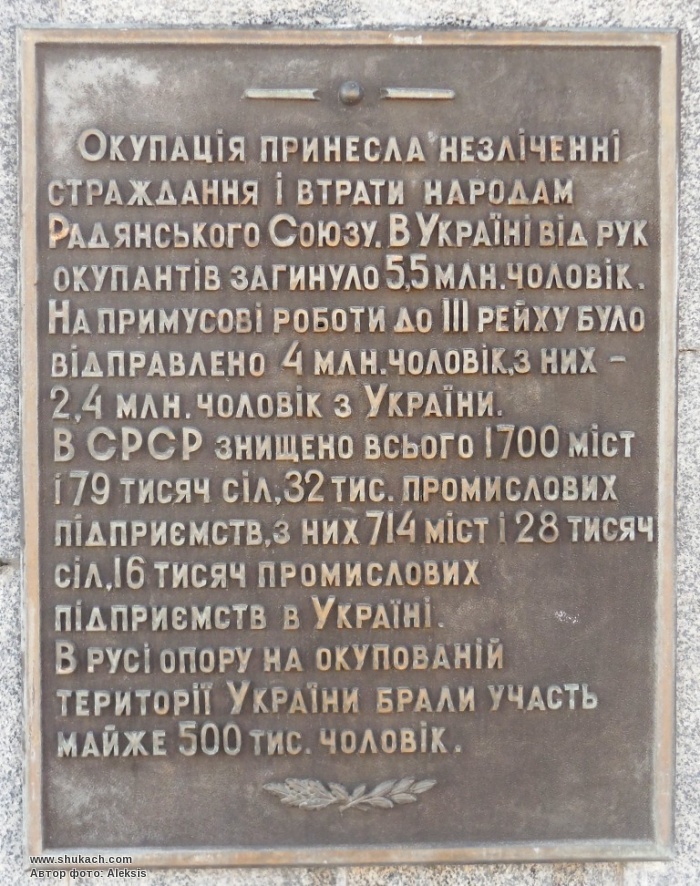 Окупація принесла незліченні
страждання і втрати народам
Радянського Союзу. В Україні від рук
окупантів загинуло 5,5 млн. чоловік.
На примусові роботи до III рейху було
відправлено 4 млн. чоловік, з них –
2,4 млн. чоловік з України.
В СРСР знищено всього 1700 міст
і 79 тисяч сіл, 32 тис. промислових
підприємств, з них 714 міст і 28 тисяч
сіл, 16 тисяч промислових
підприємств в Україні.
В русі опору на окупованій
території України брали участь
майже 500 тис. чоловік.
www.shukach.com
Автор фото: Aleksis